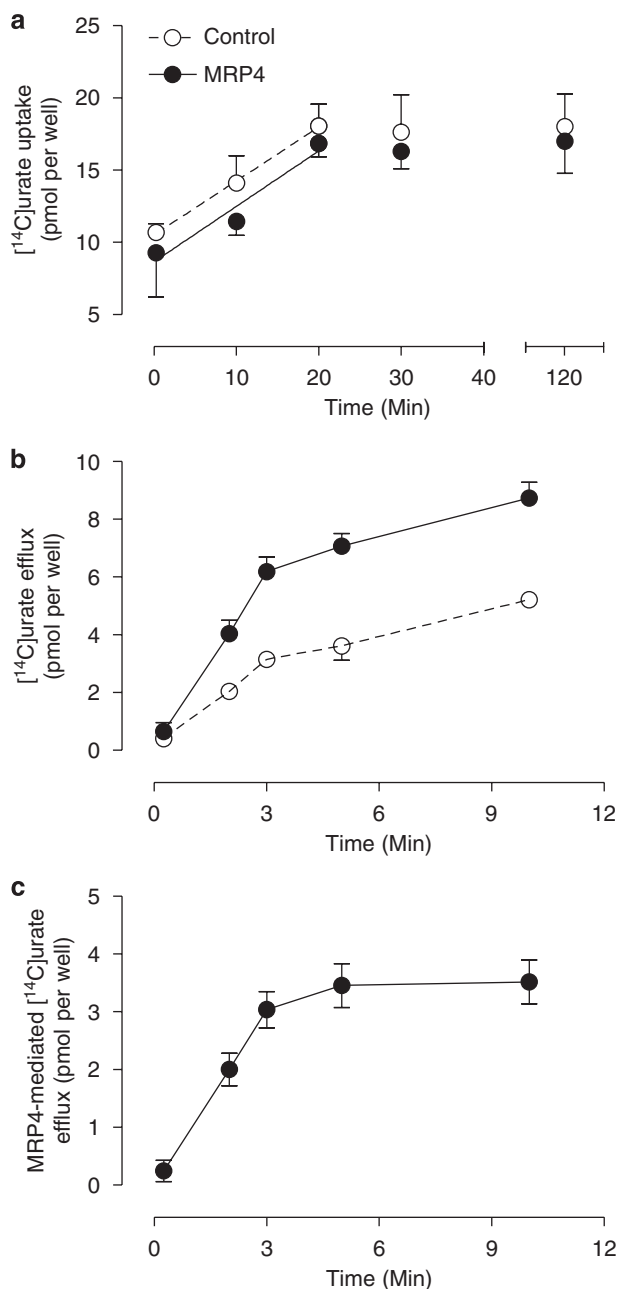 a
25
20
15
10
5
[¹⁴C]urate uptake
(pmol per well)
Control
MRP4
0 10 20 30 40 120
Time (Min)
b
10
8
6
4
2
0
[¹⁴C]urate efflux
(pmol per well)
0 3 6 9 12
Time (Min)
c
5
4
3
2
1
0
MRP4-mediated [¹⁴C]urate
efflux (pmol per well)
0 3 6 9 12
Time (Min)